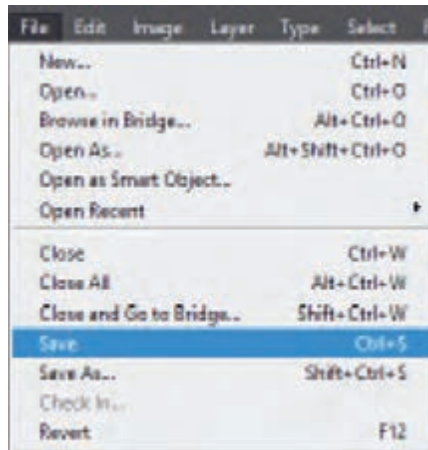 File Edit Image Layer Type Select
New... Ctrl+N
Open... Ctrl+O
Browse in Bridge... Alt+Ctrl+O
Open As... Alt+Shift+Ctrl+O
Open as Smart Object...
Open Recent
Close Ctrl+W
Close All Alt+Ctrl+W
Close and Go to Bridge... Shift+Ctrl+W
Save Ctrl+S
Save As... Shift+Ctrl+S
Check In...
Revert F12